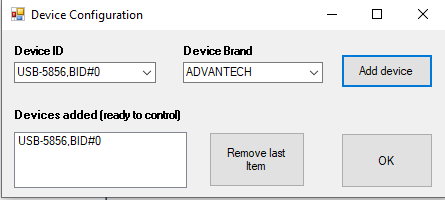 Device Configuration
Device ID
Device Brand
USB-5856,BID#0
ADVANTECH
Add device
Devices added (ready to control)
USB-5856,BID#0
Remove last
Item
OK